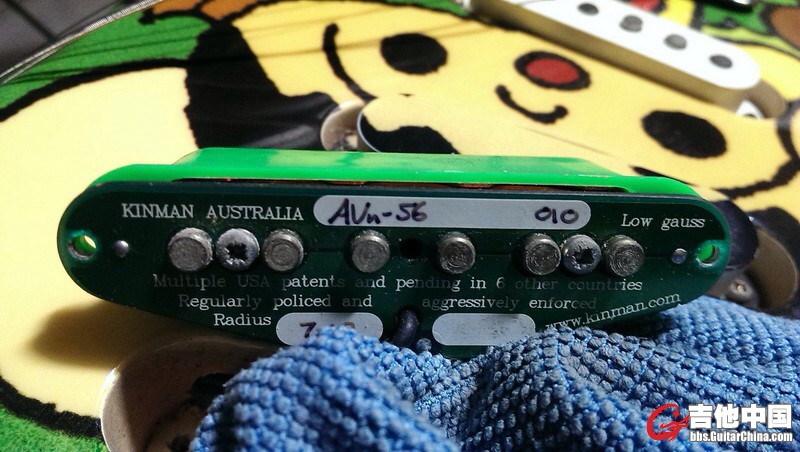 KINMAN AUSTRALIA
AVn-56 010
Low gauss
Multiple USA patents and pending in 6 other countries
Regularly policed and aggressively enforced
Radius
www.kinman.com
吉他中国
bbs.GuitarChina.com